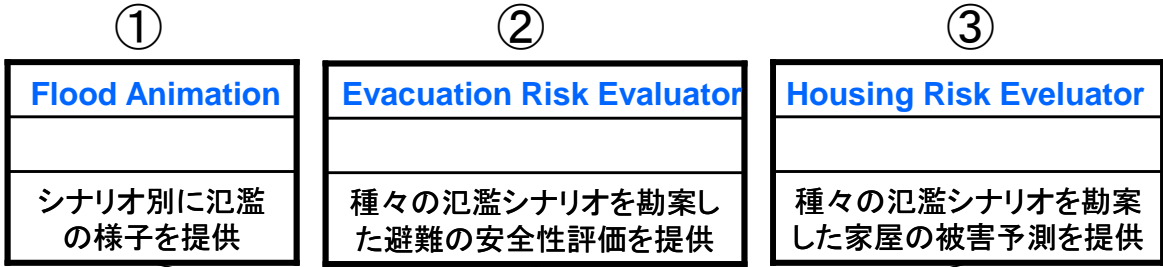 ①
②
③
Flood Animation
Evacuation Risk Evaluator
Housing Risk Eveluator
シナリオ別に氾濫
の様子を提供
種々の氾濫シナリオを勘案し
た避難の安全性評価を提供
種々の氾濫シナリオを勘案
した家屋の被害予測を提供